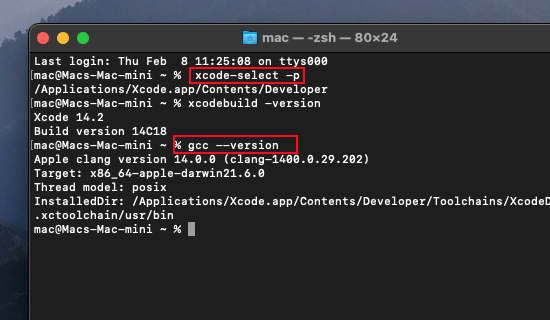 mac — -zsh — 80×24
Last login: Thu Feb  8 11:25:08 on ttys000
[mac@Macs-Mac-mini ~ % xcode-select -p
/Applications/Xcode.app/Contents/Developer
[mac@Macs-Mac-mini ~ % xcodebuild -version
Xcode 14.2
Build version 14C18
[mac@Macs-Mac-mini ~ % gcc --version
Apple clang version 14.0.0 (clang-1400.0.29.202)
Target: x86_64-apple-darwin21.6.0
Thread model: posix
InstalledDir: /Applications/Xcode.app/Contents/Developer/Toolchains/XcodeD
.xctoolchain/usr/bin
mac@Macs-Mac-mini ~ %